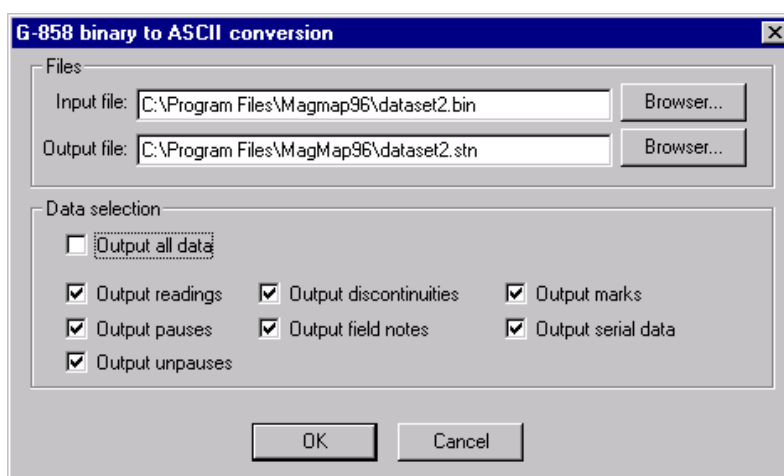 G-858 binary to ASCII conversion
Files
Input file: C:\Program Files\Magmap96\dataset2.bin Browser...
Output file: C:\Program Files\MagMap96\dataset2.stn Browser...
Data selection
Output all data
Output readings Output discontinuities Output marks
Output pauses Output field notes Output serial data
Output unpauses
OK Cancel